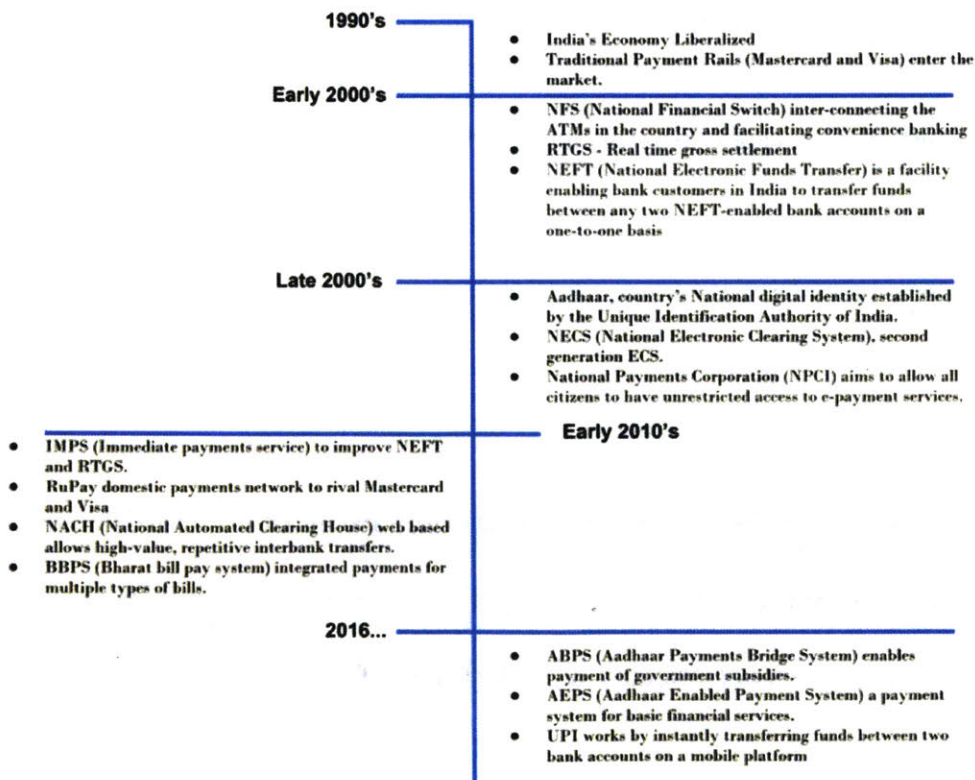 1990's
● India's Economy Liberalized
● Traditional Payment Rails (Mastercard and Visa) enter the
market.
Early 2000's
● NFS (National Financial Switch) inter-connecting the
ATMs in the country and facilitating convenience banking
● RTGS - Real time gross settlement
● NEFT (National Electronic Funds Transfer) is a facility
enabling bank customers in India to transfer funds
between any two NEFT-enabled bank accounts on a
one-to-one basis
Late 2000's
● Aadhaar, country's National digital identity established
by the Unique Identification Authority of India.
● NECS (National Electronic Clearing System), second
generation ECS.
● National Payments Corporation (NPCI) aims to allow all
citizens to have unrestricted access to e-payment services.
Early 2010's
● IMPS (Immediate payments service) to improve NEFT
and RTGS.
● RuPay domestic payments network to rival Mastercard
and Visa
● NACH (National Automated Clearing House) web based
allows high-value, repetitive interbank transfers.
● BBPS (Bharat bill pay system) integrated payments for
multiple types of bills.
2016...
● ABPS (Aadhaar Payments Bridge System) enables
payment of government subsidies.
● AEPS (Aadhaar Enabled Payment System) a payment
system for basic financial services.
● UPI works by instantly transferring funds between two
bank accounts on a mobile platform